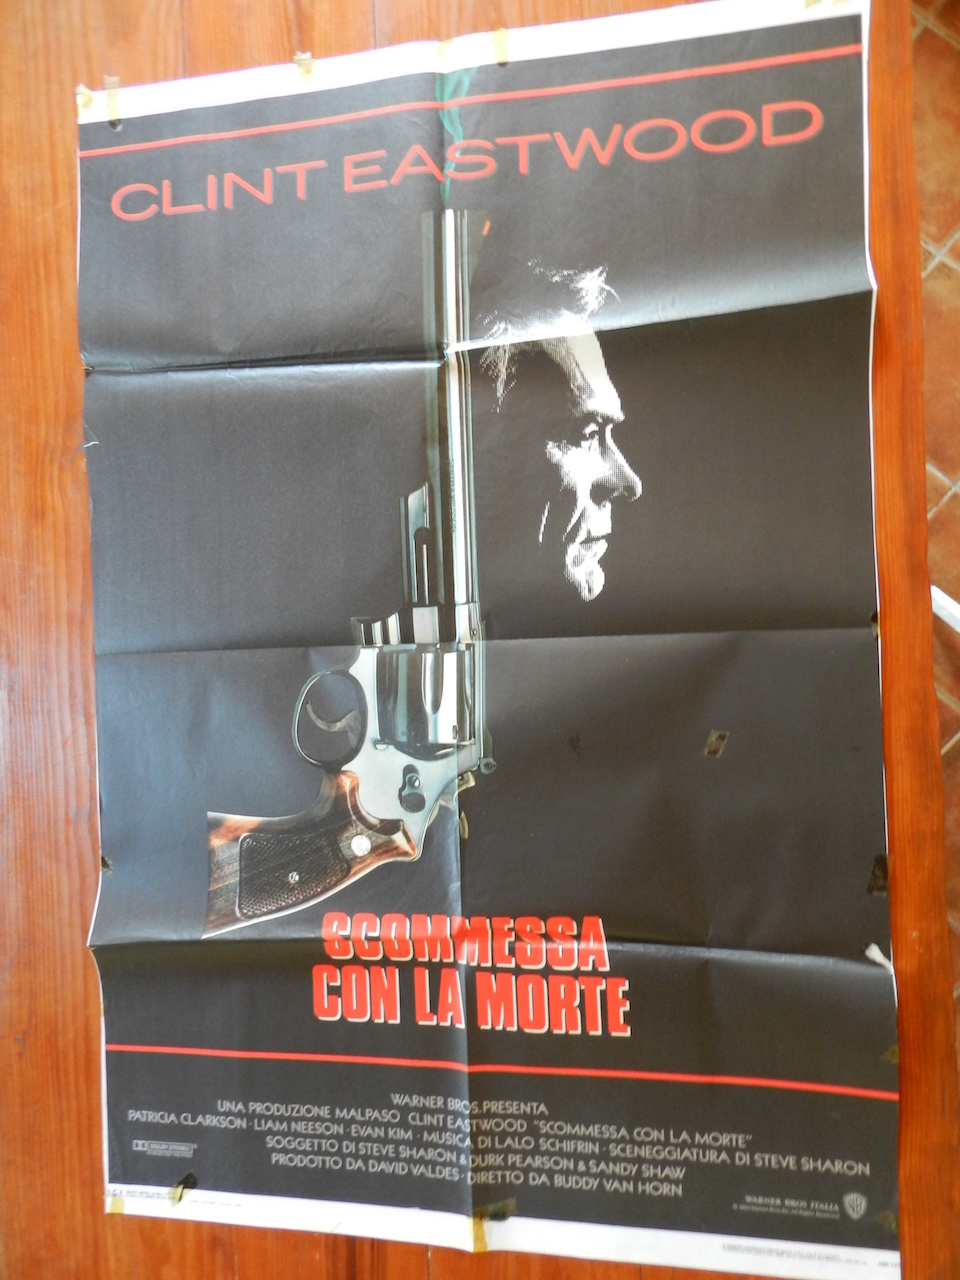 CLINT EASTWOOD
SCOMMESSA
CON LA MORTE
WARNER BROS. PRESENTA
UNA PRODUZIONE MALPASO CLINT EASTWOOD "SCOMMESSA CON LA MORTE"
PATRICIA CLARKSON · LIAM NEESON · EVAN KIM · MUSICA DI LALO SCHIFRIN · SCENEGGIATURA DI STEVE SHARON
SOGGETTO DI STEVE SHARON & DURK PEARSON & SANDY SHAW
PRODOTTO DA DAVID VALDES · DIRETTO DA BUDDY VAN HORN
DOLBY STEREO
WARNER BROS ITALIA